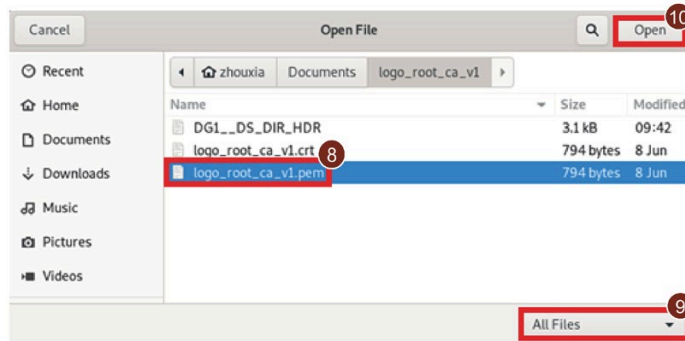 Cancel Open File Open 10
Recent zhouxia Documents logo_root_ca_v1
Home Name Size Modified
DG1__DS_DIR_HDR 3.1 kB 09:42
Documents logo_root_ca_v1.crt 794 bytes 8 Jun
8
Downloads logo_root_ca_v1.pem 794 bytes 8 Jun
Music
Pictures
Videos
9
All Files